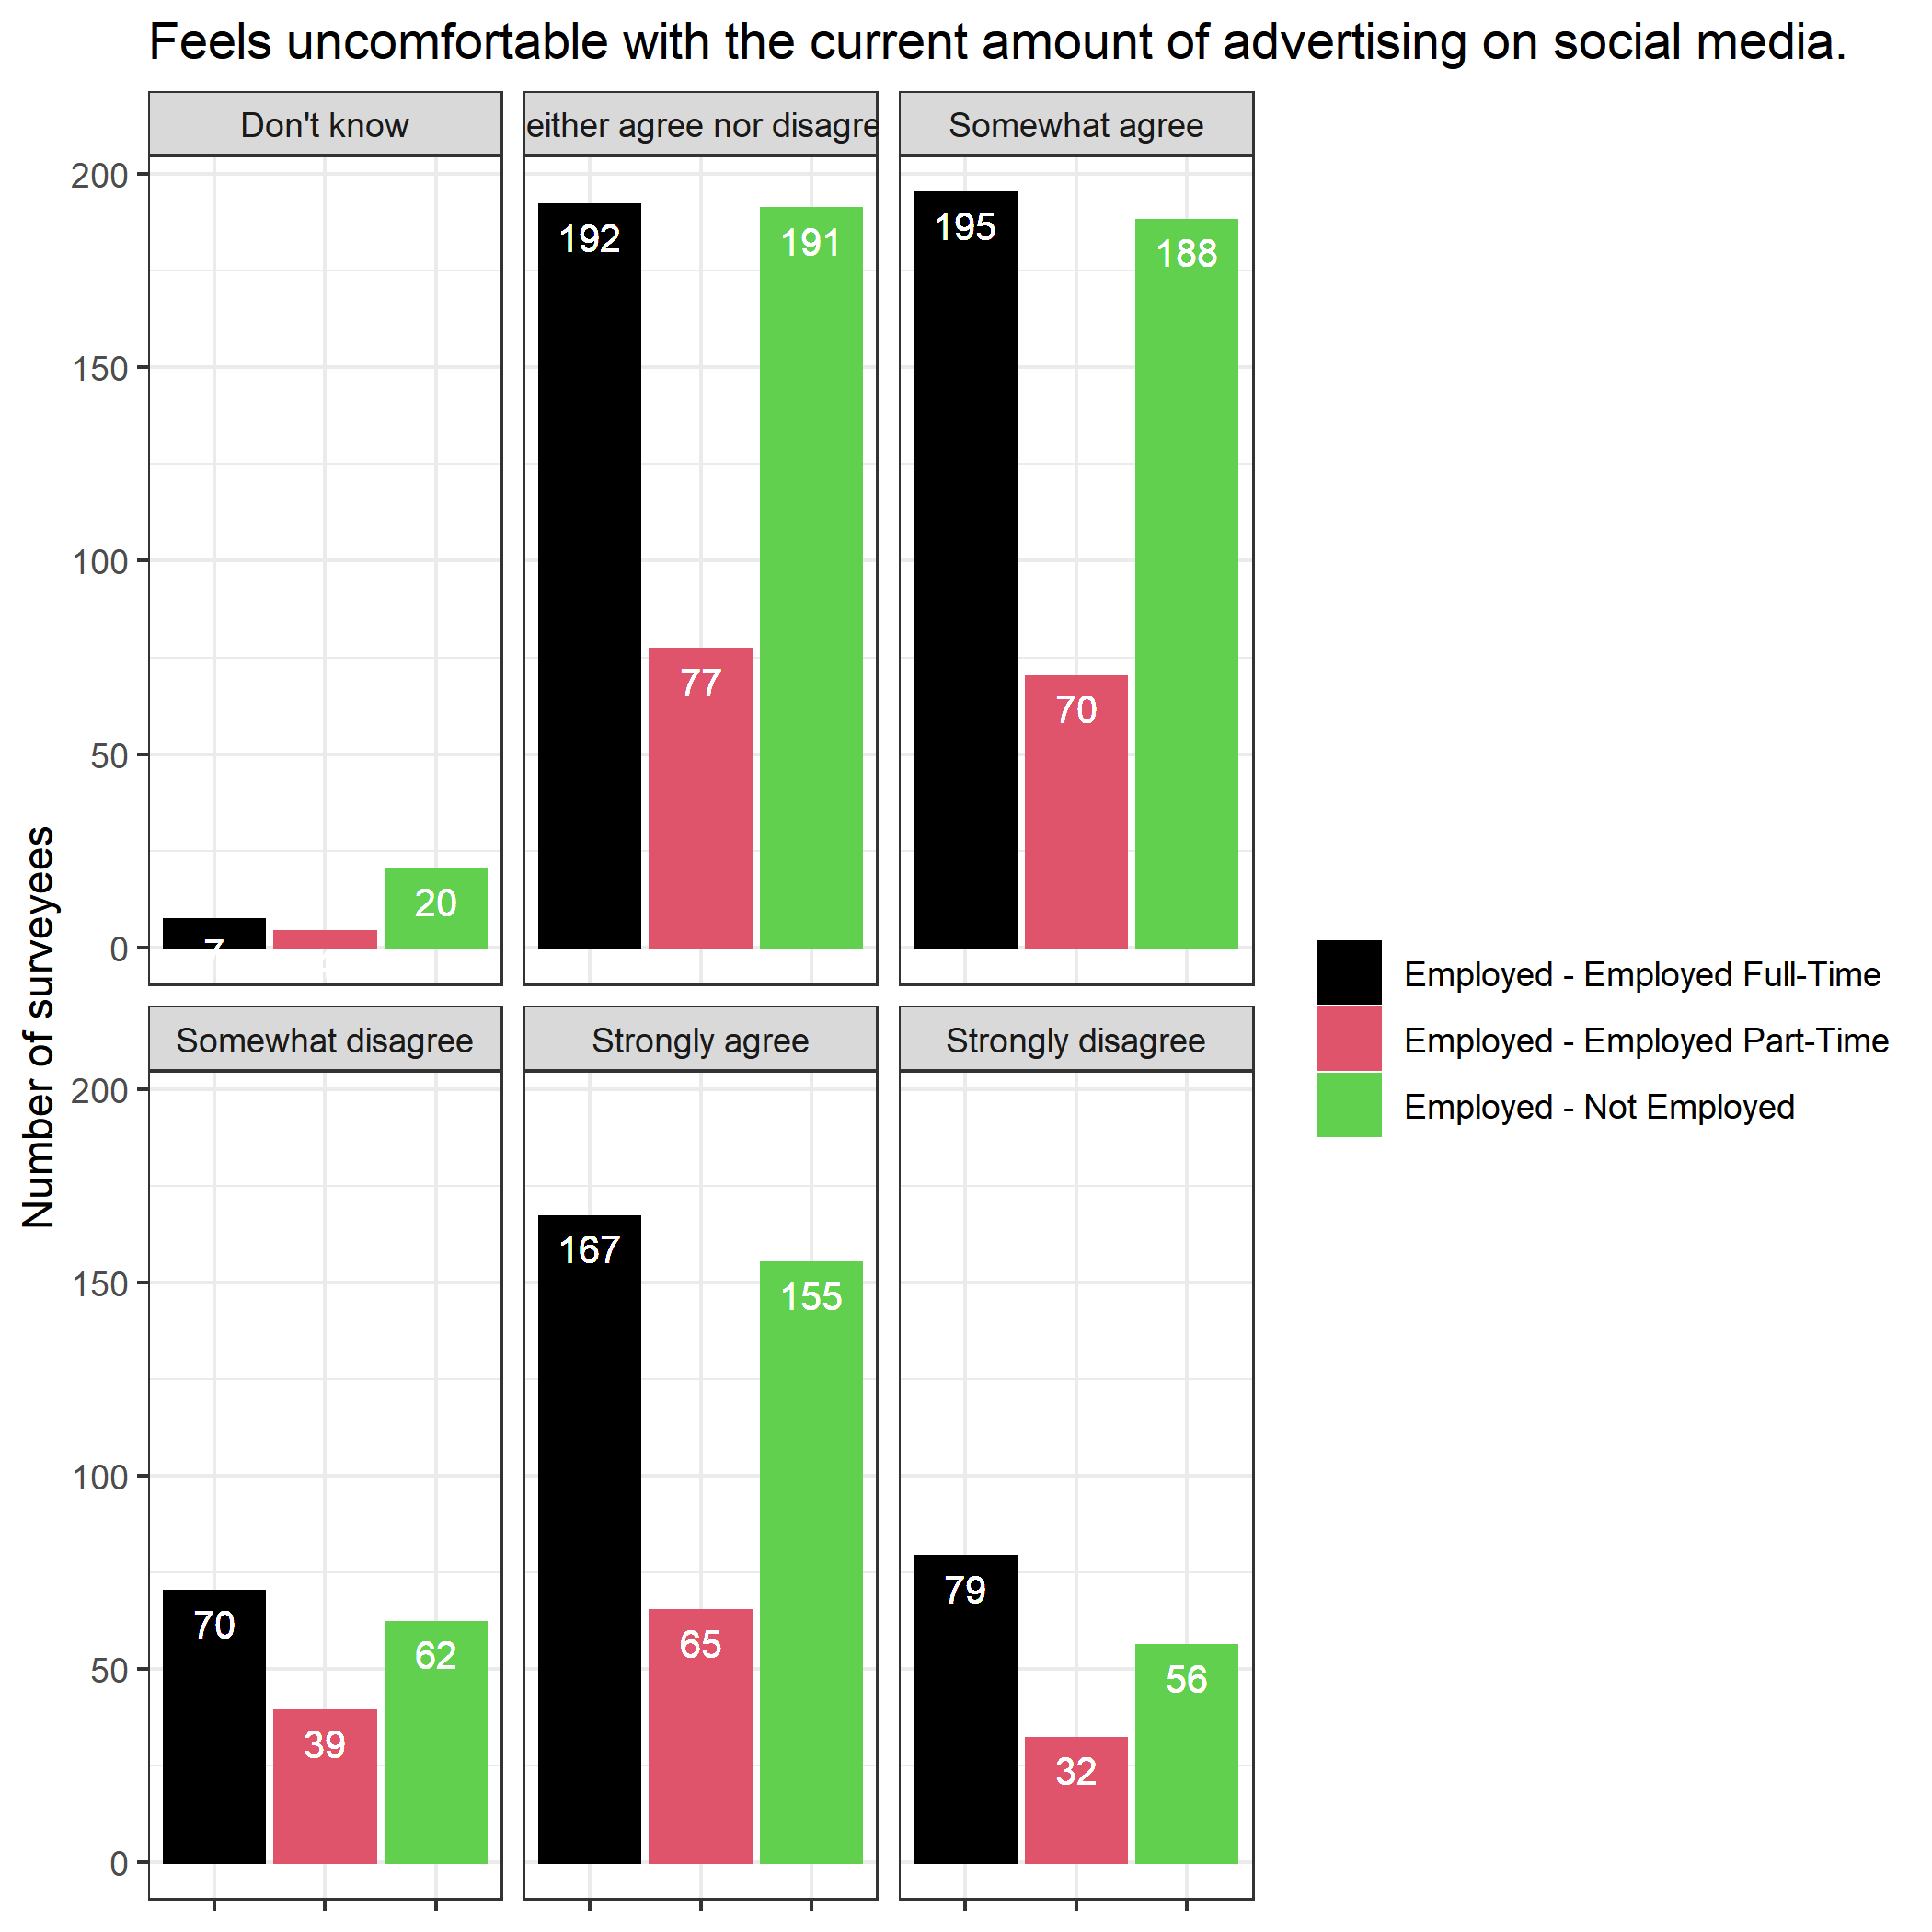 Feels uncomfortable with the current amount of advertising on social media.
Don't know
either agree nor disagre
Somewhat agree
200
150
100
50
0
7
20
192
77
191
195
70
188
Number of surveyees
Somewhat disagree
Strongly agree
Strongly disagree
200
150
100
50
0
70
39
62
167
65
155
79
32
56
Employed - Employed Full-Time
Employed - Employed Part-Time
Employed - Not Employed